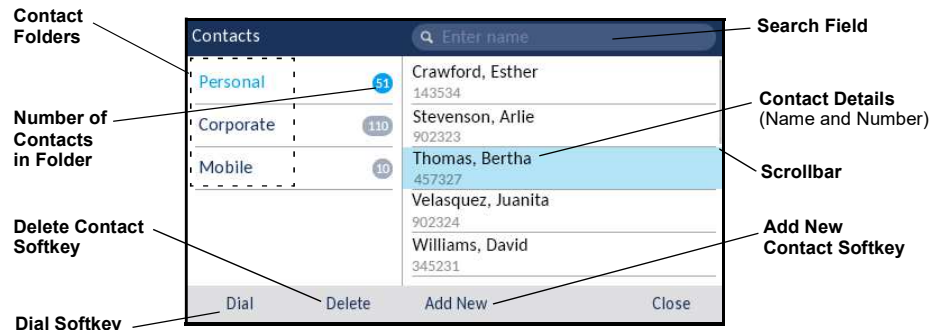 Contact
Folders
Number of
Contacts
in Folder
Delete Contact
Softkey
Dial Softkey
Contacts
Enter name
Personal
51
Corporate
110
Mobile
10
Crawford, Esther
143534
Stevenson, Arlie
902323
Thomas, Bertha
457327
Velasquez, Juanita
902324
Williams, David
345231
Dial
Delete
Add New
Close
Search Field
Contact Details
(Name and Number)
Scrollbar
Add New
Contact Softkey